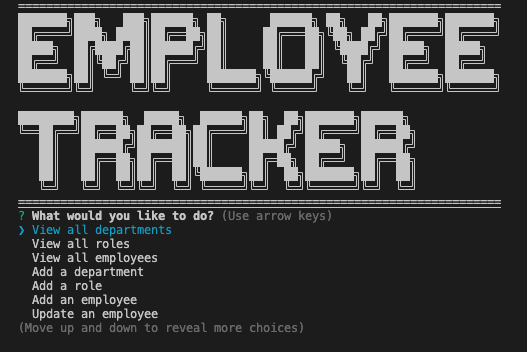 EMPLOYEE
TRACKER
? What would you like to do? (Use arrow keys)
❯ View all departments
View all roles
View all employees
Add a department
Add a role
Add an employee
Update an employee
(Move up and down to reveal more choices)